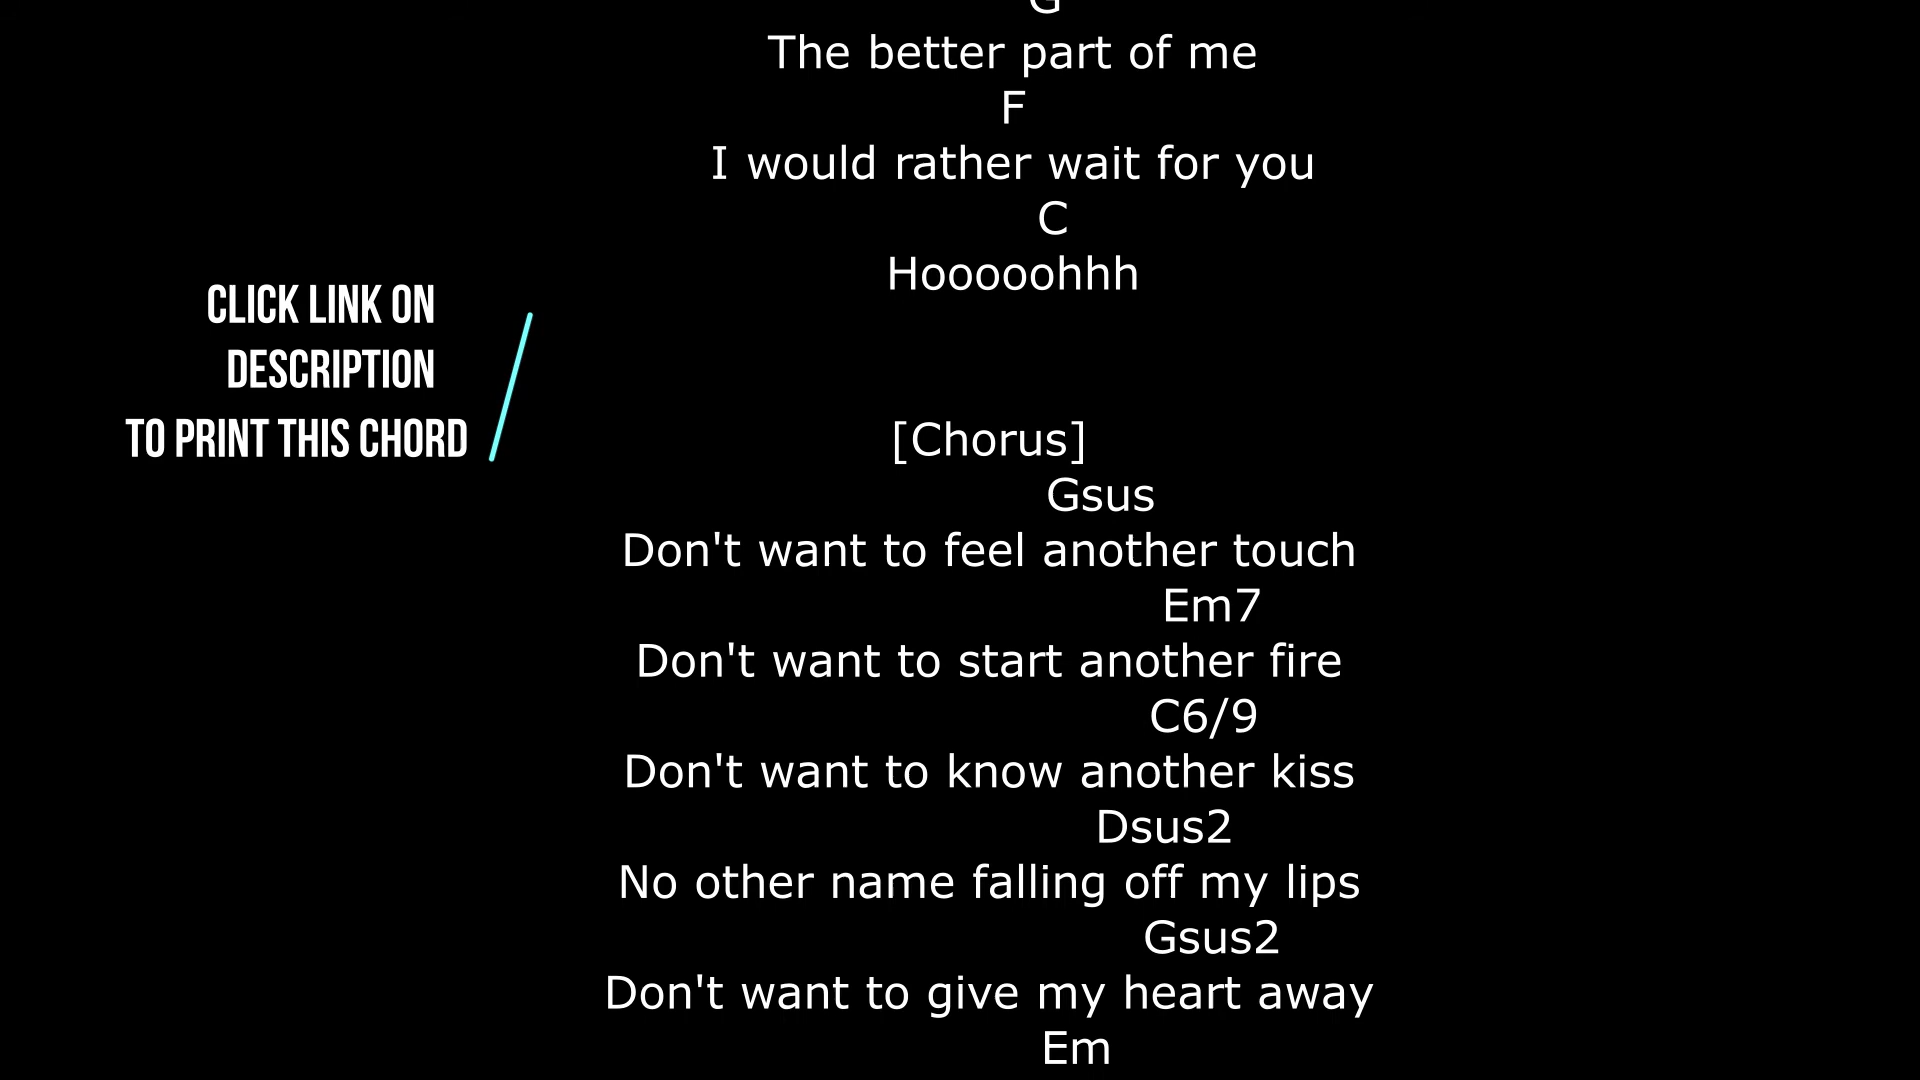 G
The better part of me
F
I would rather wait for you
C
Hooooohhh
CLICK LINK ON
DESCRIPTION
TO PRINT THIS CHORD
[Chorus]
Gsus
Don't want to feel another touch
Em7
Don't want to start another fire
C6/9
Don't want to know another kiss
Dsus2
No other name falling off my lips
Gsus2
Don't want to give my heart away
Em